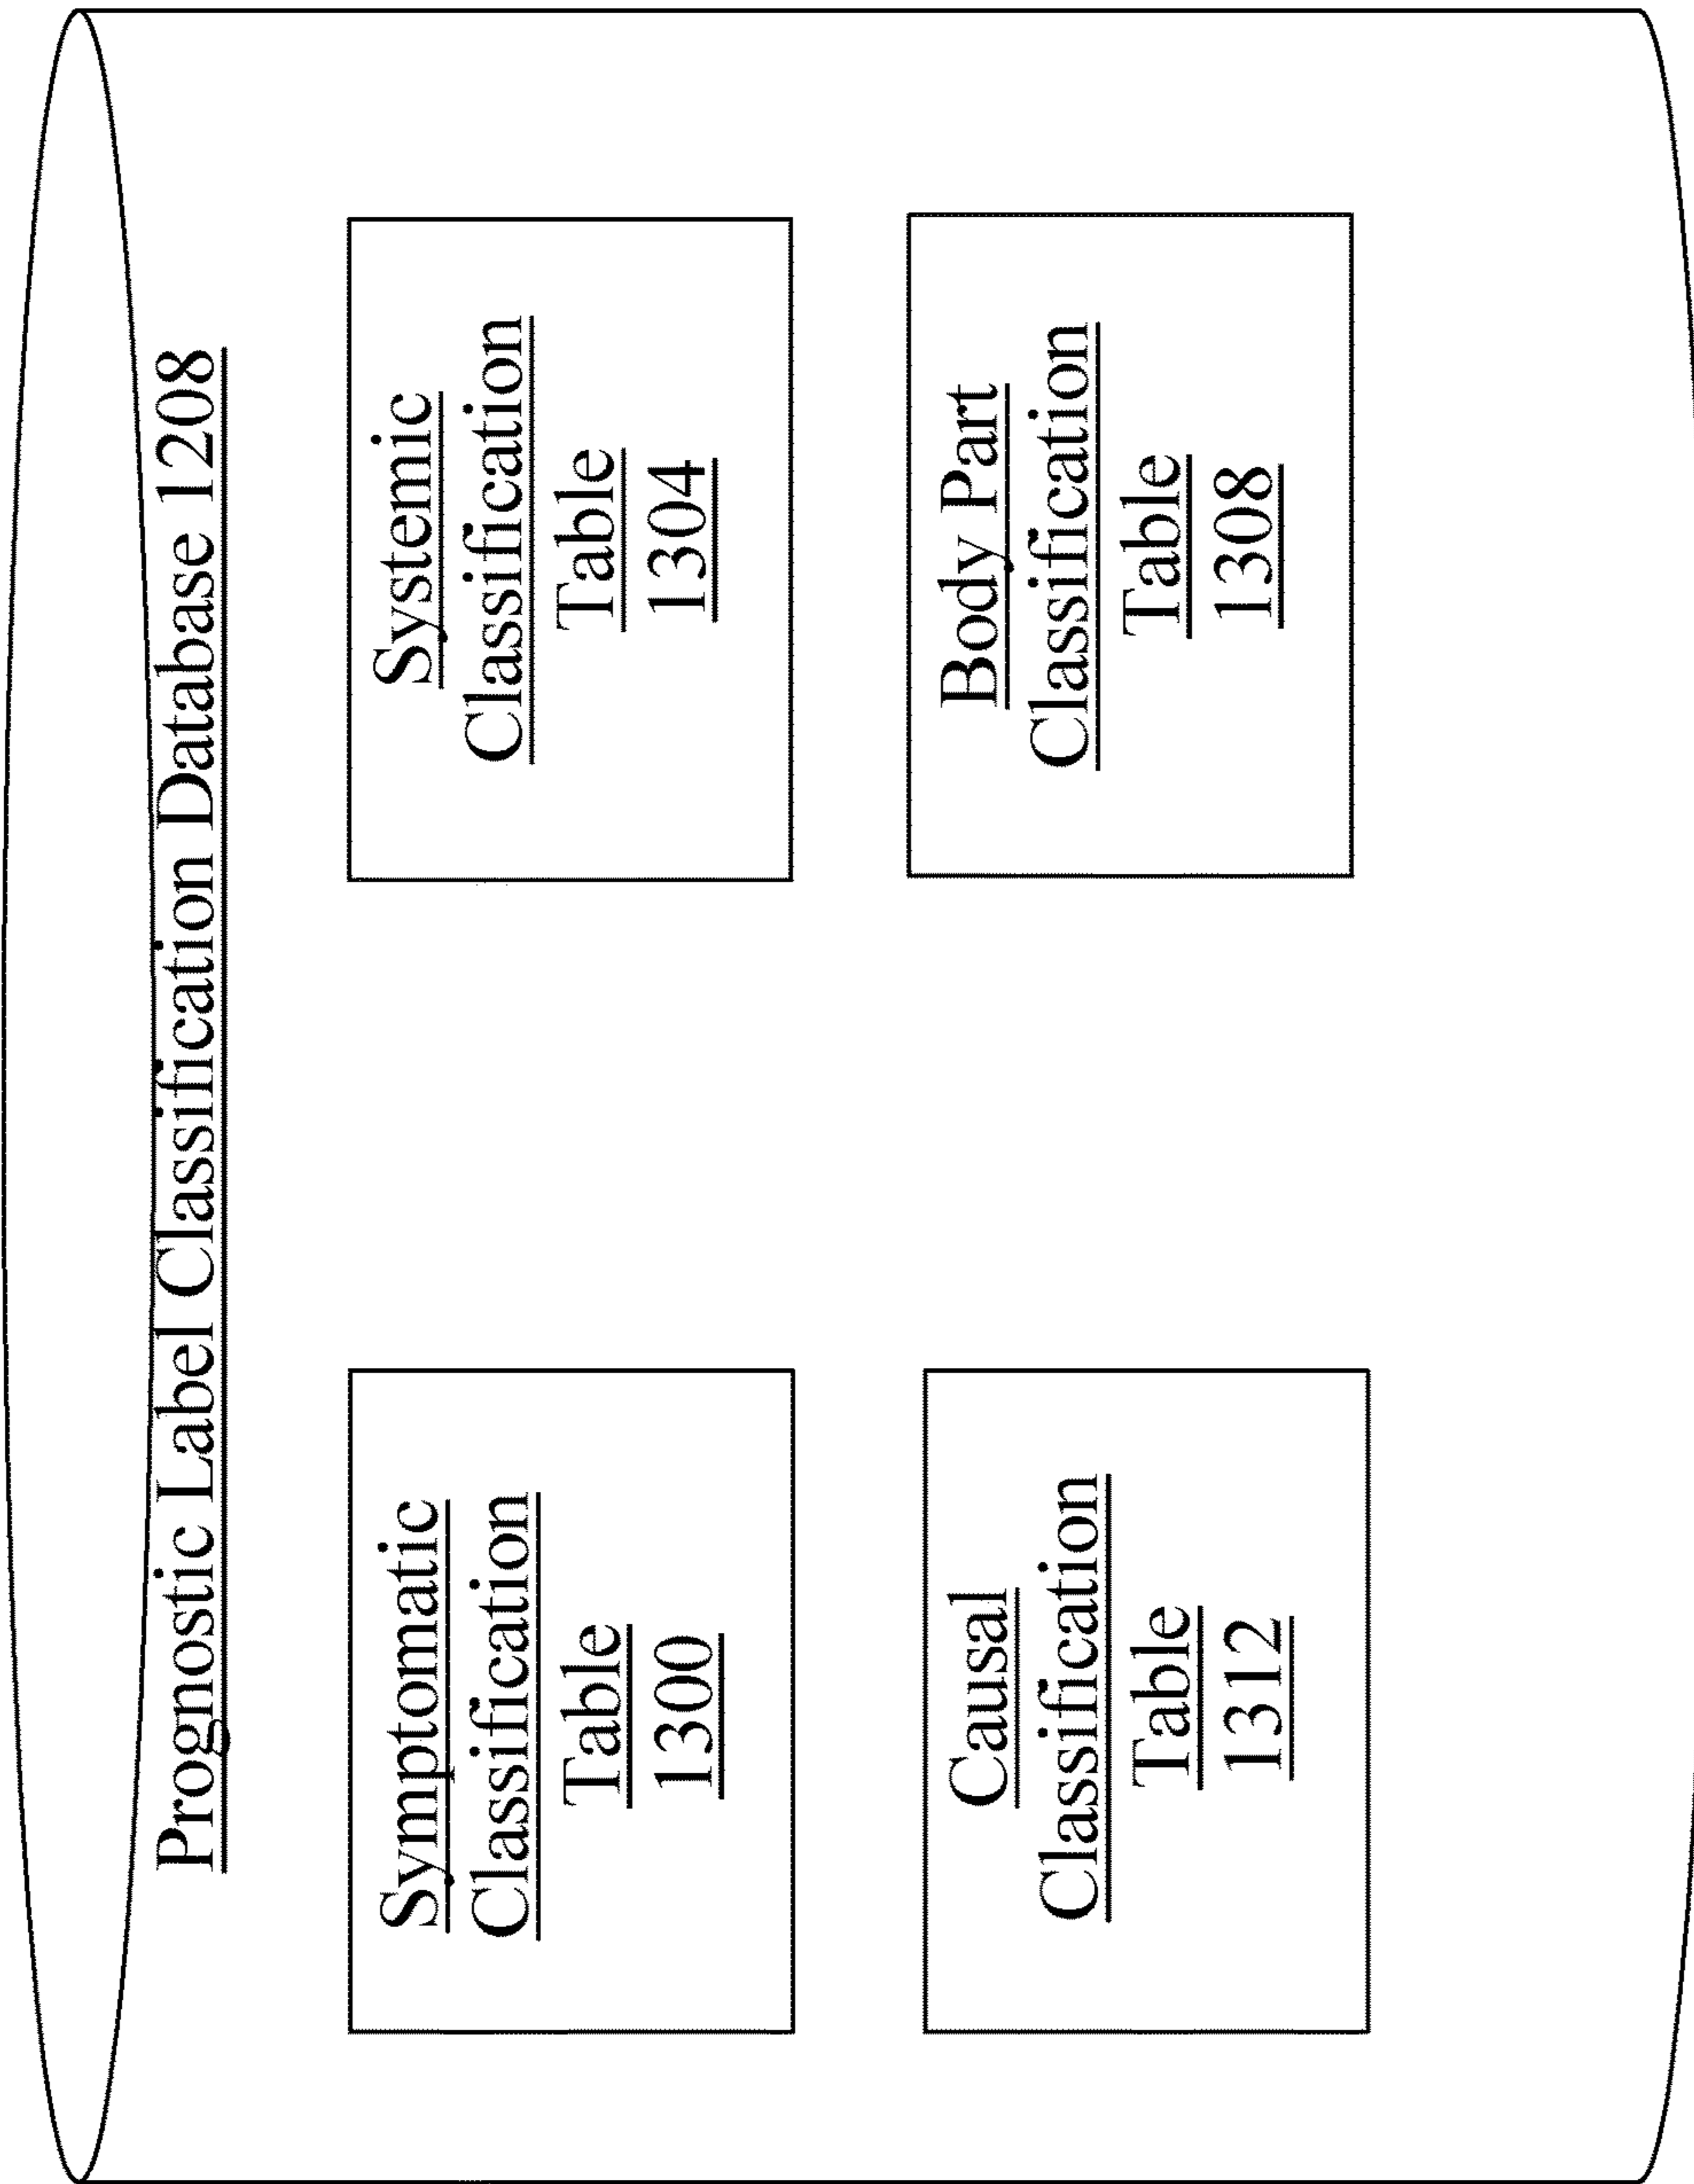 Prognostic Label Classification Database 1208
Symptomatic
Classification
Table
1300
Systemic
Classification
Table
1304
Causal
Classification
Table
1312
Body Part
Classification
Table
1308